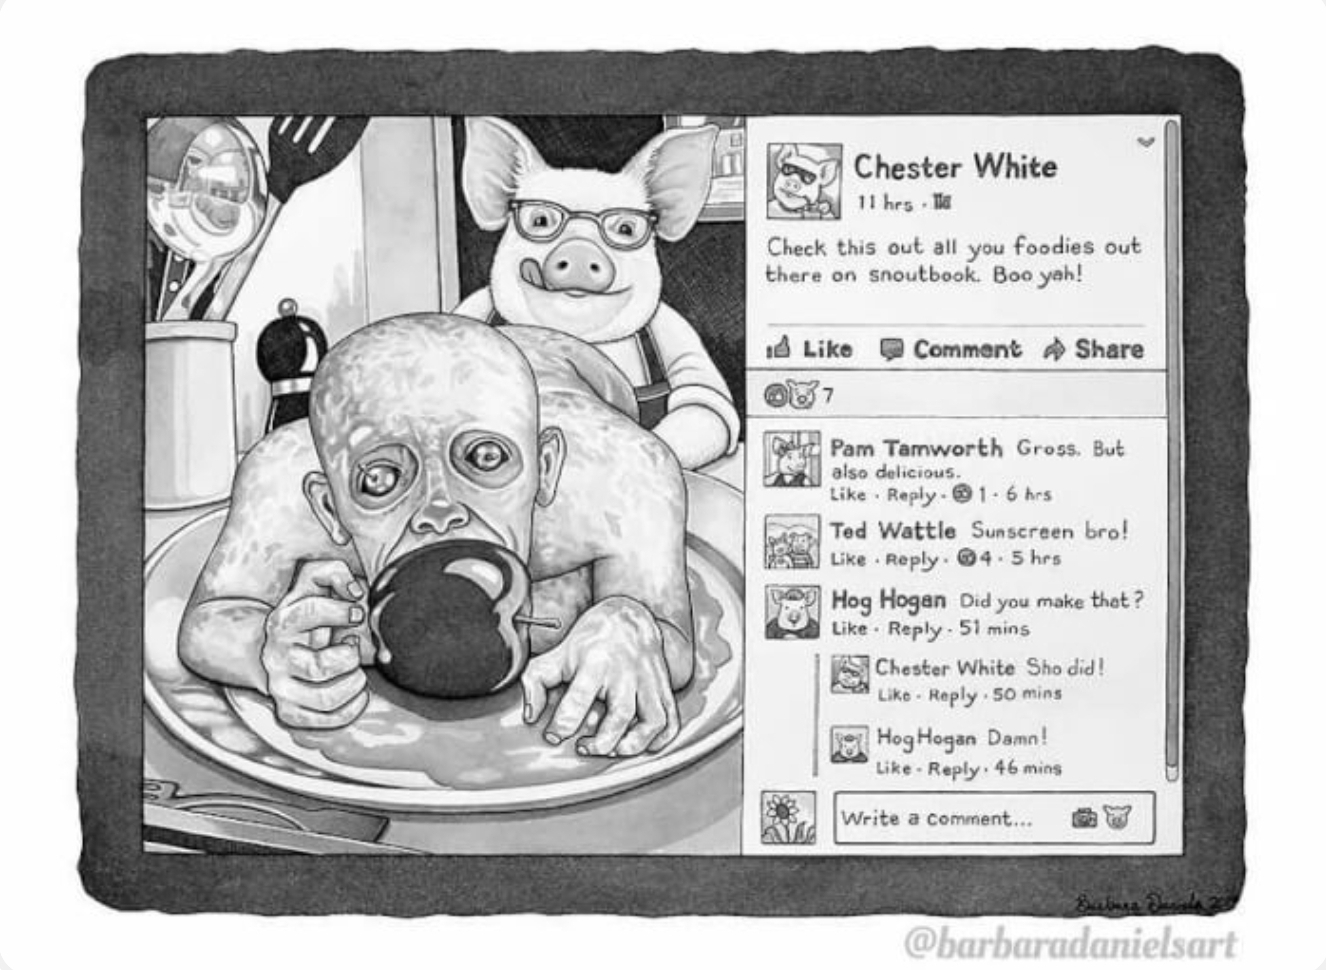 Chester White
11 hrs ·
Check this out all you foodies out
there on snoutbook. Boo yah!
Like Comment Share
7
Pam Tamworth Gross. But
also delicious.
Like · Reply · 1 · 6 hrs
Ted Wattle Sunscreen bro!
Like · Reply · 4 · 5 hrs
Hog Hogan Did you make that?
Like · Reply · 51 mins
Chester White Sho did!
Like · Reply · 50 mins
Hog Hogan Damn!
Like · Reply · 46 mins
Write a comment...
Barbara Daniels
@barbaradanielsart